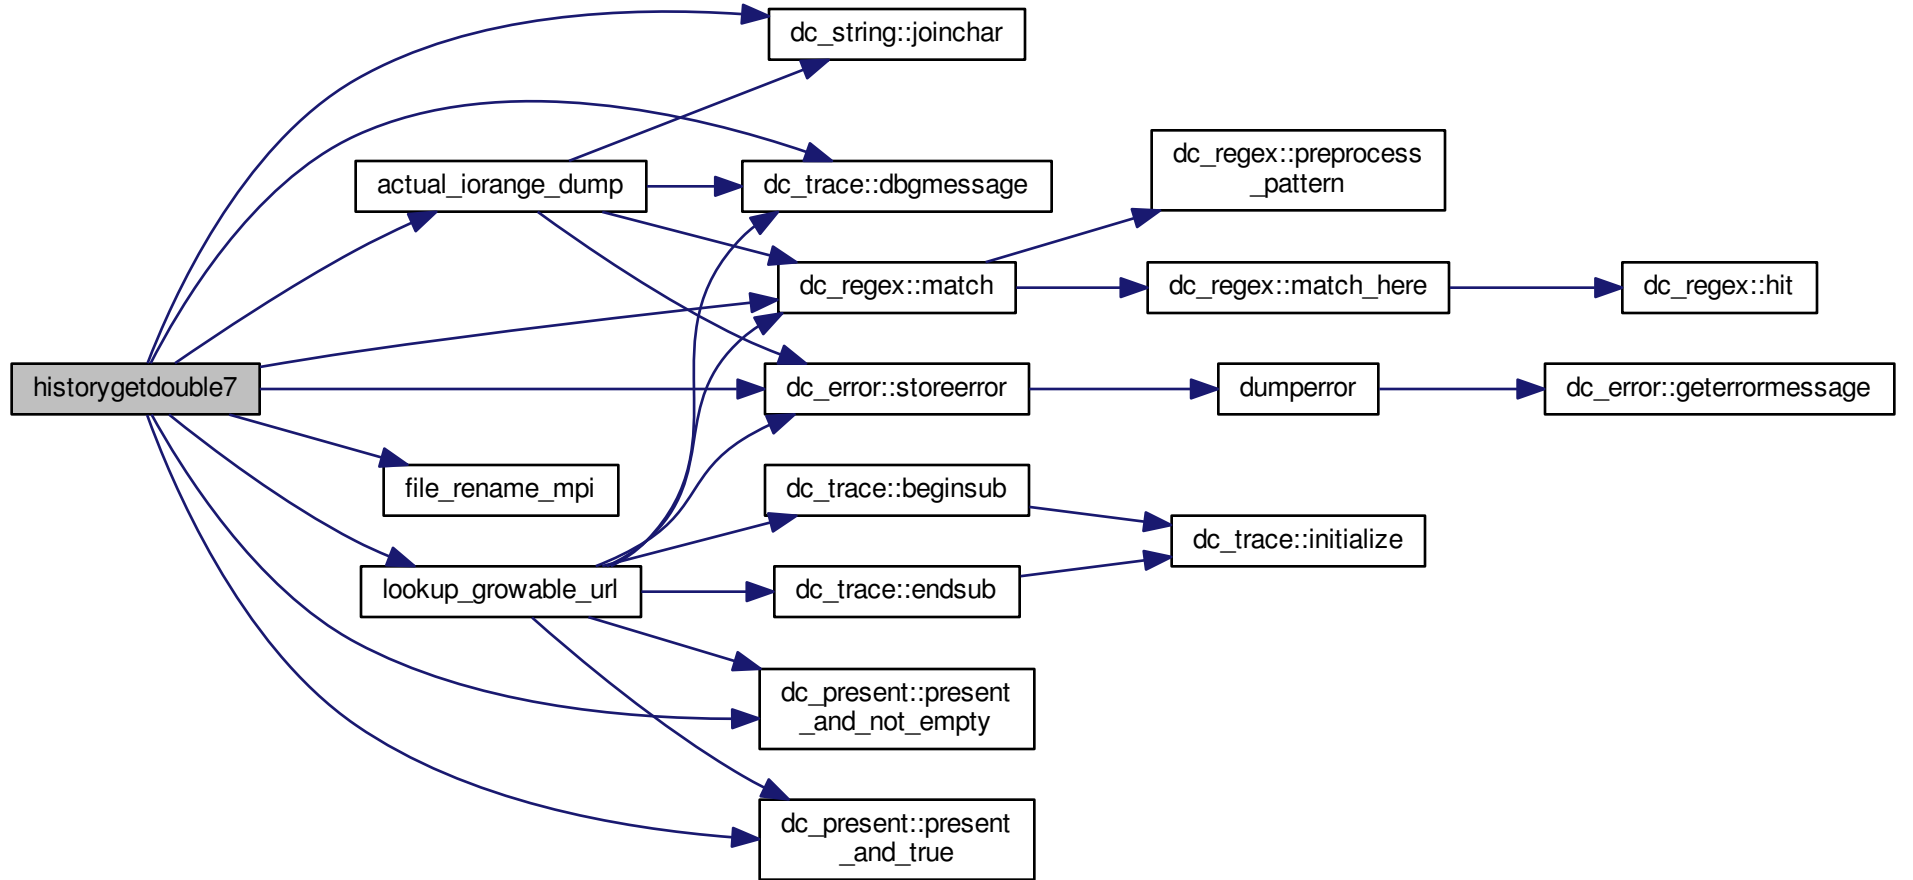 dc_string::joinchar
dc_regex::preprocess
_pattern
actual_iorange_dump
dc_trace::dbgmessage
dc_regex::match
dc_regex::match_here
dc_regex::hit
historygetdouble7
dc_error::storeerror
dumperror
dc_error::geterrormessage
file_rename_mpi
dc_trace::beginsub
dc_trace::initialize
lookup_growable_url
dc_trace::endsub
dc_present::present
_and_not_empty
dc_present::present
_and_true